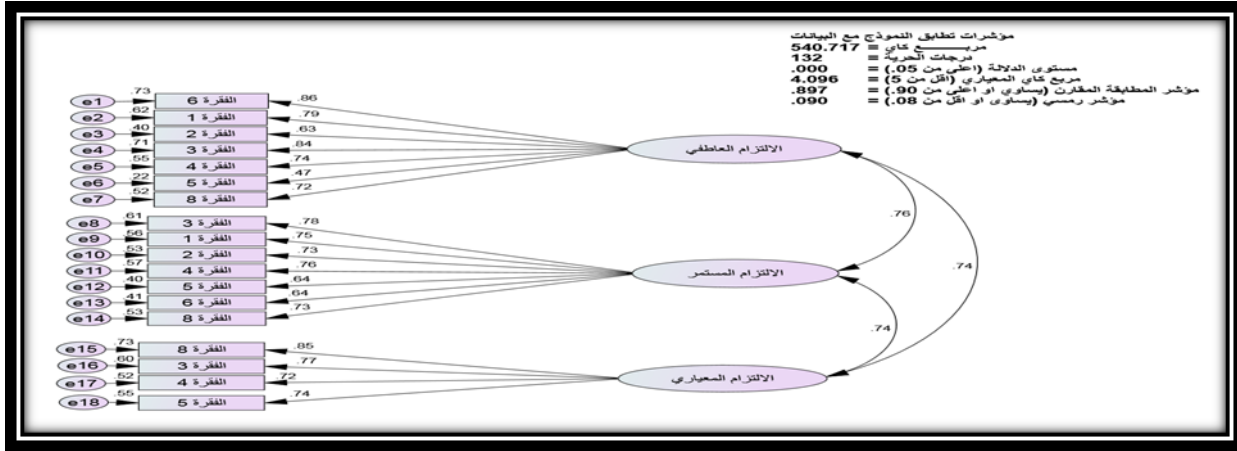 مؤشرات تطابق النموذج مع البيانات
مربـــــــع كاي = 540.717
درجات الحرية = 132
مستوى الدلالة (اعلى من 05.) = 000.
مربع كاي المعياري (اقل من 5) = 4.096
مؤشر المطابقة المقارن (يساوي او اعلى من 90.) = 897.
مؤشر رمسي (يساوى او اقل من 08.) = 090.
e1 .73 الفقرة 6 .86
e2 .62 الفقرة 1 .79
e3 .40 الفقرة 2 .63
e4 .71 الفقرة 3 .84
e5 .55 الفقرة 4 .74
e6 .22 الفقرة 5 .47
e7 .52 الفقرة 8 .72
الالتزام العاطفي
e8 .61 الفقرة 3 .78
e9 .56 الفقرة 1 .75
e10 .53 الفقرة 2 .73
e11 .57 الفقرة 4 .76
e12 .40 الفقرة 5 .64
e13 .41 الفقرة 6 .64
e14 .53 الفقرة 8 .73
الالتزام المستمر
e15 .73 الفقرة 8 .85
e16 .60 الفقرة 3 .77
e17 .52 الفقرة 4 .72
e18 .55 الفقرة 5 .74
الالتزام المعياري
.76
.74
.74